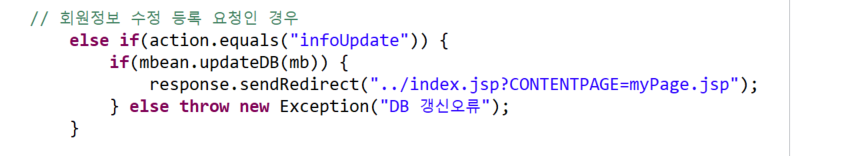 // 회원정보 수정 등록 요청인 경우
else if(action.equals("infoUpdate")) {
if(mbean.updateDB(mb)) {
response.sendRedirect("../index.jsp?CONTENTPAGE=myPage.jsp");
} else throw new Exception("DB 갱신오류");
}